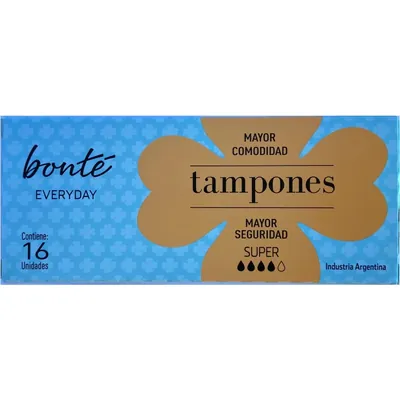 bonté
EVERYDAY
Contiene:
16
Unidades
MAYOR
COMODIDAD
tampones
MAYOR
SEGURIDAD
SUPER
Industria Argentina